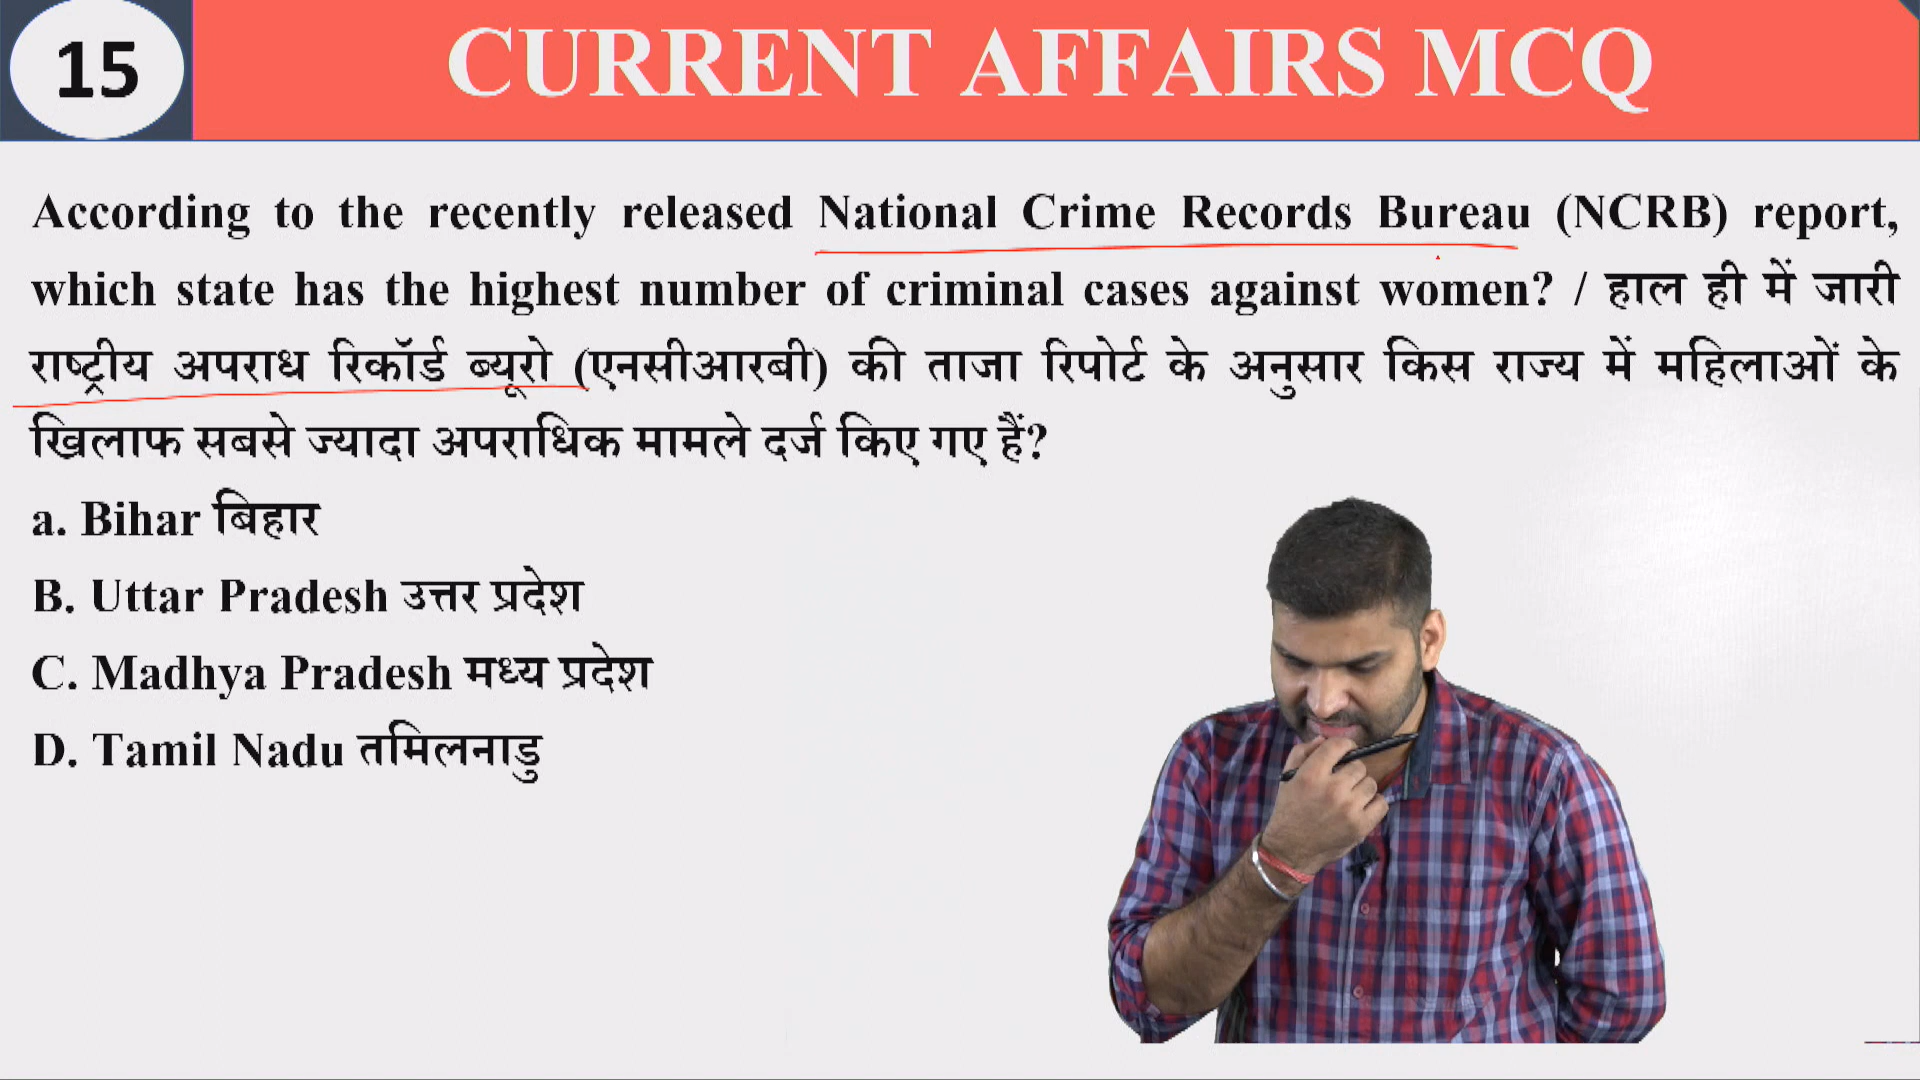 15
CURRENT AFFAIRS MCQ
According to the recently released National Crime Records Bureau (NCRB) report,
which state has the highest number of criminal cases against women? / हाल ही में जारी
राष्ट्रीय अपराध रिकॉर्ड ब्यूरो (एनसीआरबी) की ताजा रिपोर्ट के अनुसार किस राज्य में महिलाओं के
खिलाफ सबसे ज्यादा अपराधिक मामले दर्ज किए गए हैं?
a. Bihar बिहार
B. Uttar Pradesh उत्तर प्रदेश
C. Madhya Pradesh मध्य प्रदेश
D. Tamil Nadu तमिलनाडु